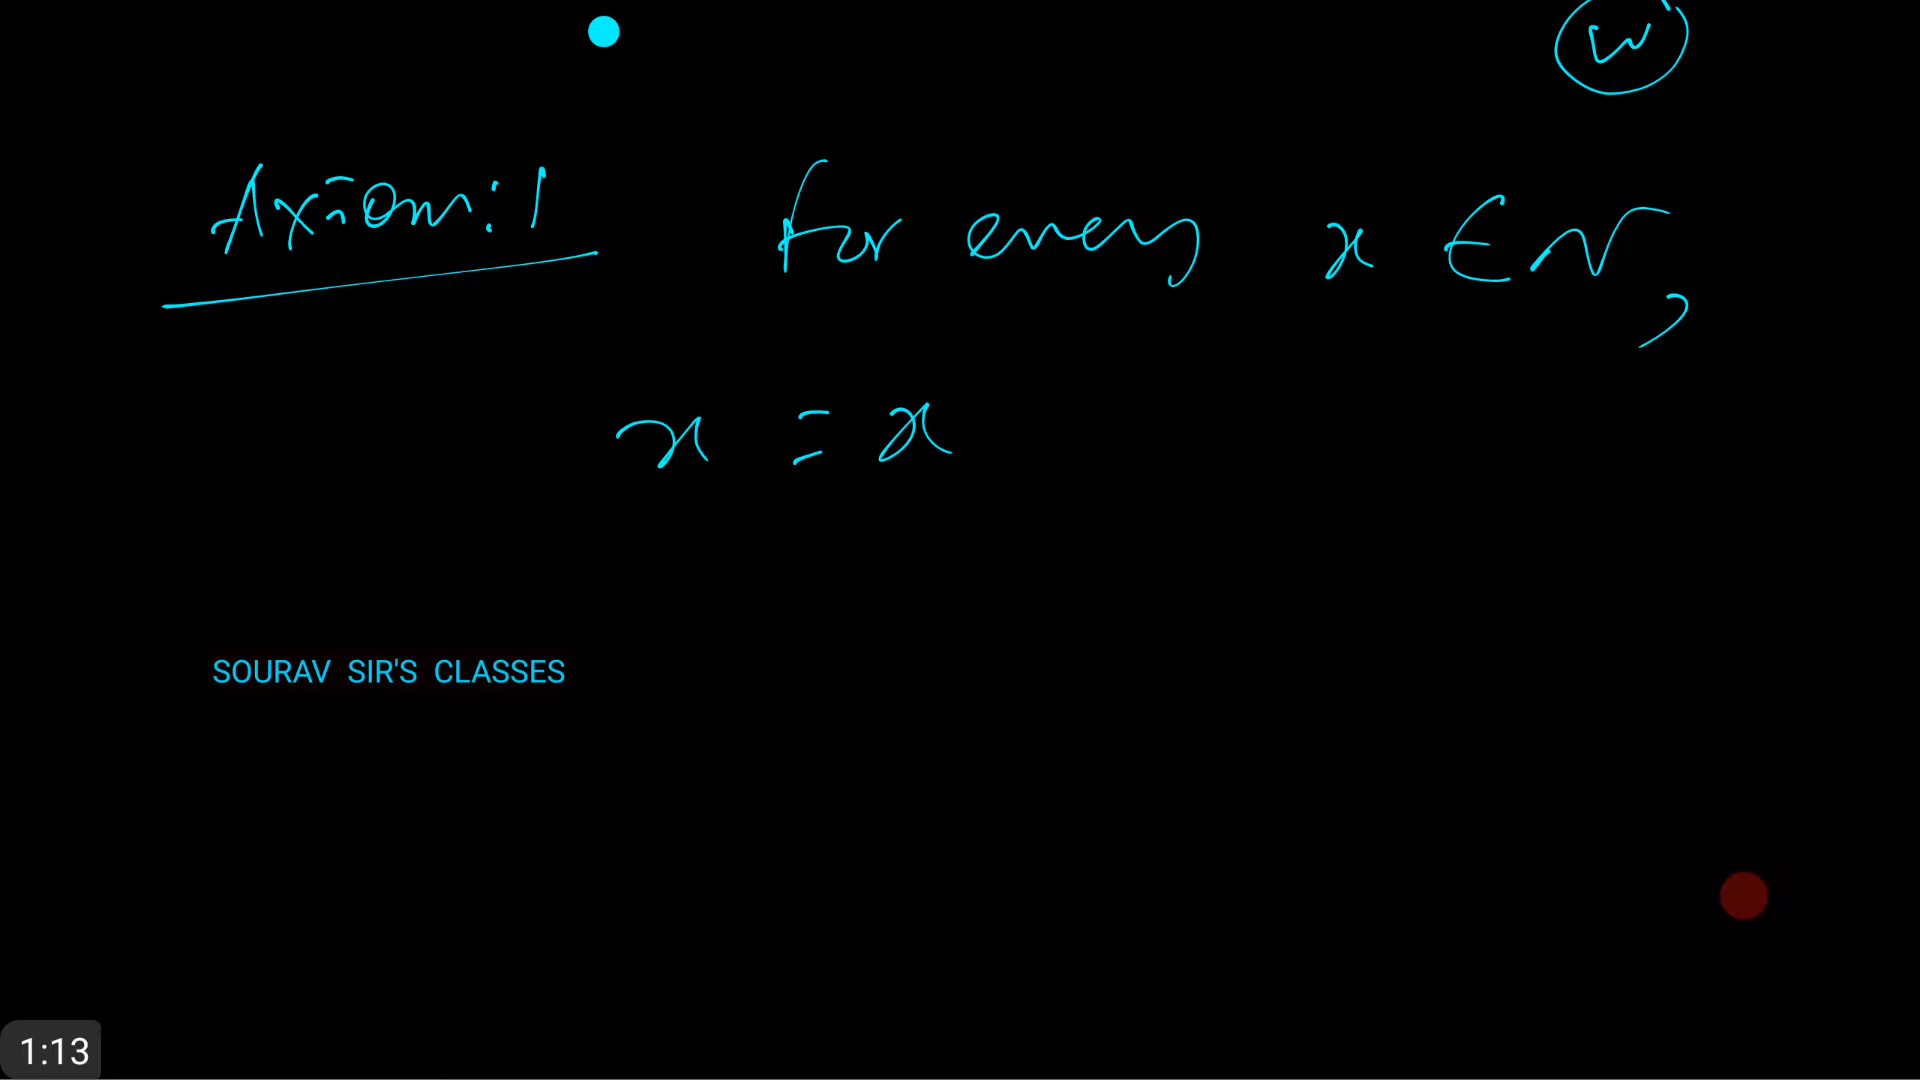 w
Axiom: 1 for every x ∈ N,
x = x
SOURAV SIR'S CLASSES
1:13